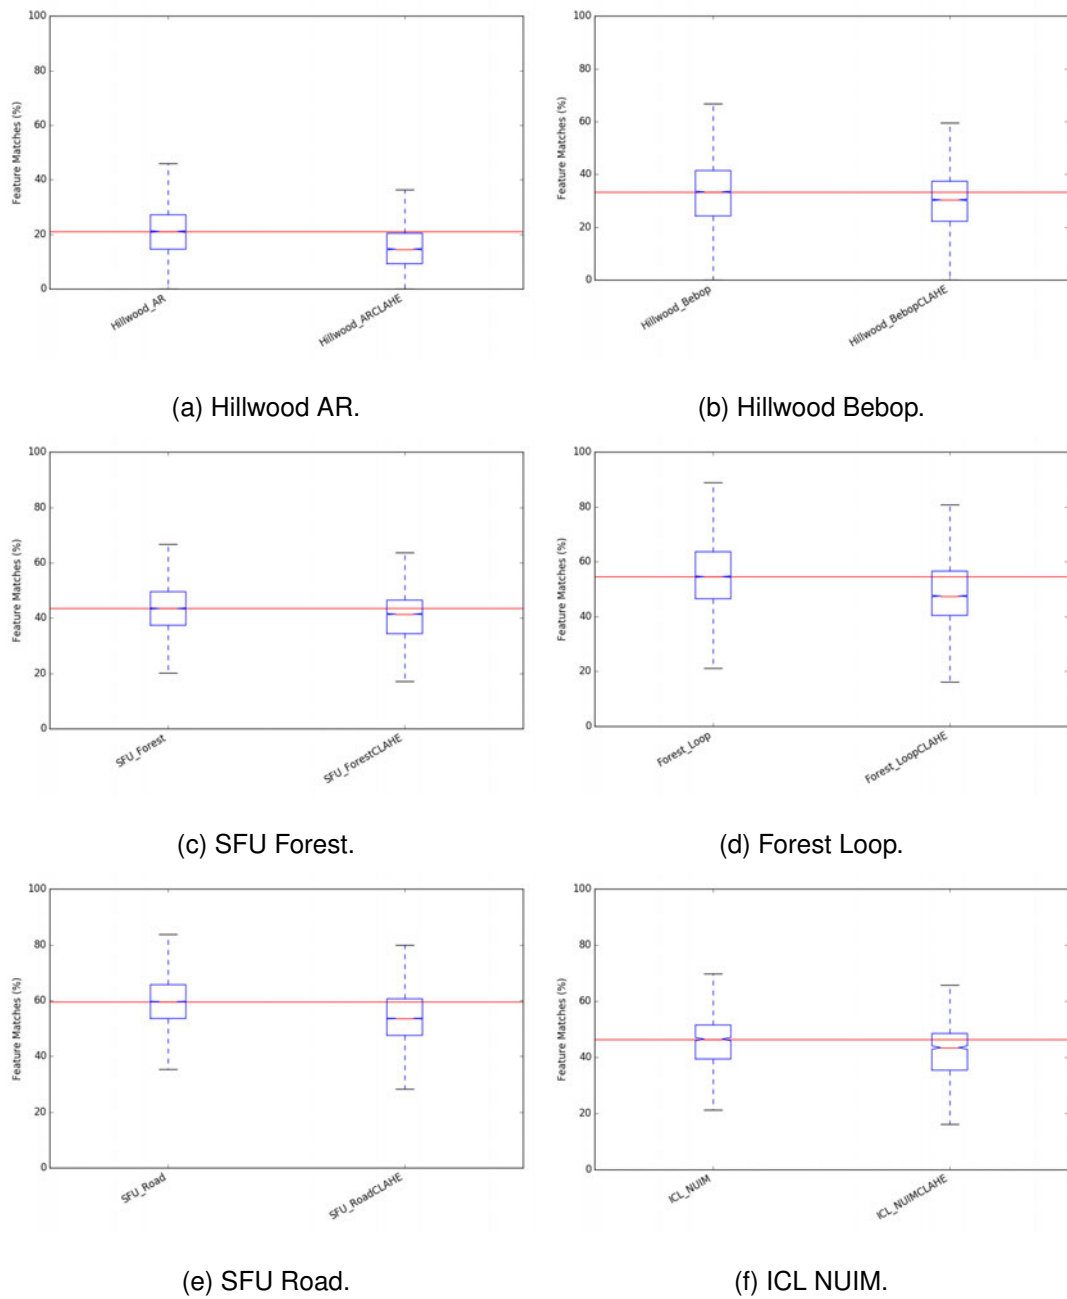 100
80
60
40
20
0
Feature Matches (%)
Hillwood_AR
Hillwood_ARCLAHE
(a) Hillwood AR.
100
80
60
40
20
0
Feature Matches (%)
Hillwood_Bebop
Hillwood_BebopCLAHE
(b) Hillwood Bebop.
100
80
60
40
20
0
Feature Matches (%)
SFU_Forest
SFU_ForestCLAHE
(c) SFU Forest.
100
80
60
40
20
0
Feature Matches (%)
Forest_Loop
Forest_LoopCLAHE
(d) Forest Loop.
100
80
60
40
20
0
Feature Matches (%)
SFU_Road
SFU_RoadCLAHE
(e) SFU Road.
100
80
60
40
20
0
Feature Matches (%)
ICL_NUIM
ICL_NUIMCLAHE
(f) ICL NUIM.